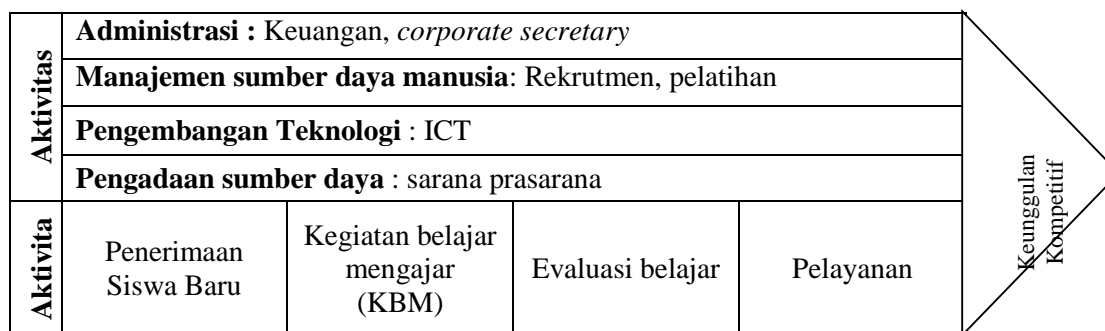 Aktivitas
Administrasi : Keuangan, corporate secretary
Manajemen sumber daya manusia: Rekrutmen, pelatihan
Pengembangan Teknologi : ICT
Pengadaan sumber daya : sarana prasarana
Aktivita
Penerimaan
Siswa Baru
Kegiatan belajar
mengajar
(KBM)
Evaluasi belajar
Pelayanan
Keunggulan
Kompetitif